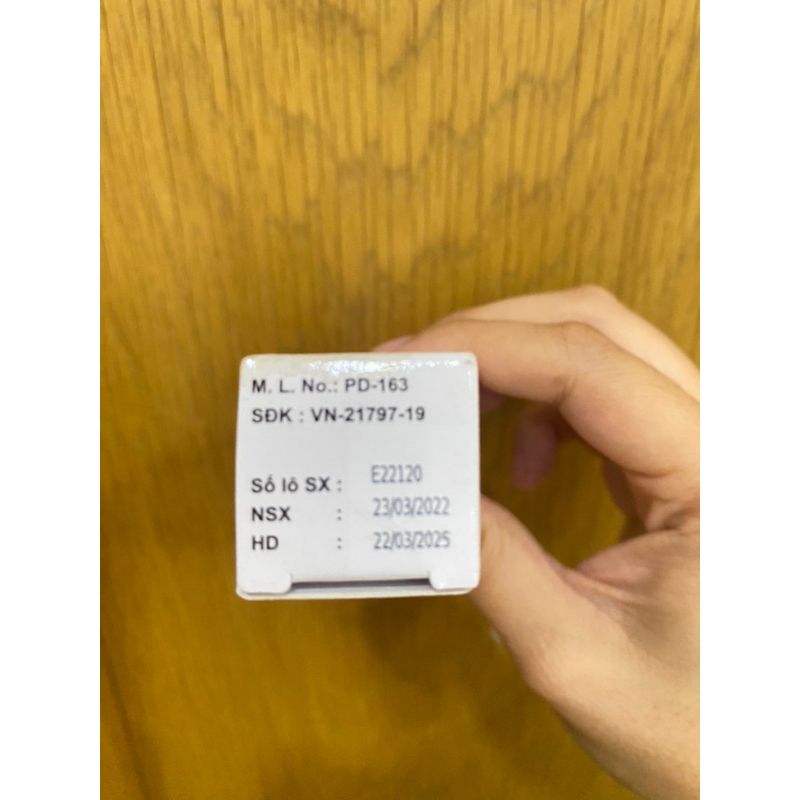 M. L. No.: PD-163
SĐK : VN-21797-19
Số lô SX : E22120
NSX : 23/03/2022
HD : 22/03/2025